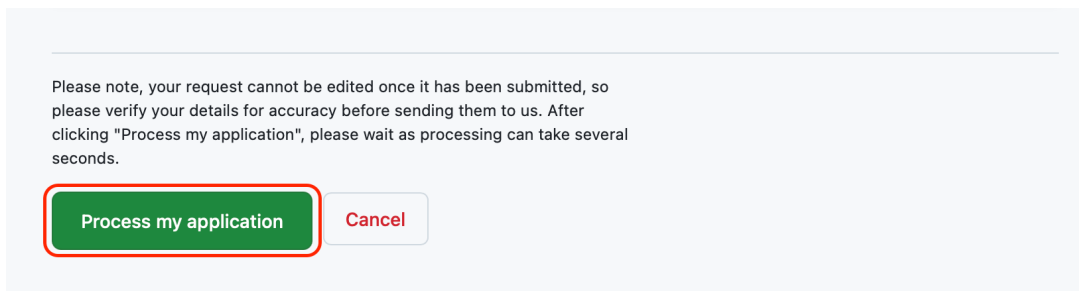 Please note, your request cannot be edited once it has been submitted, so
please verify your details for accuracy before sending them to us. After
clicking "Process my application", please wait as processing can take several
seconds.
Process my application
Cancel